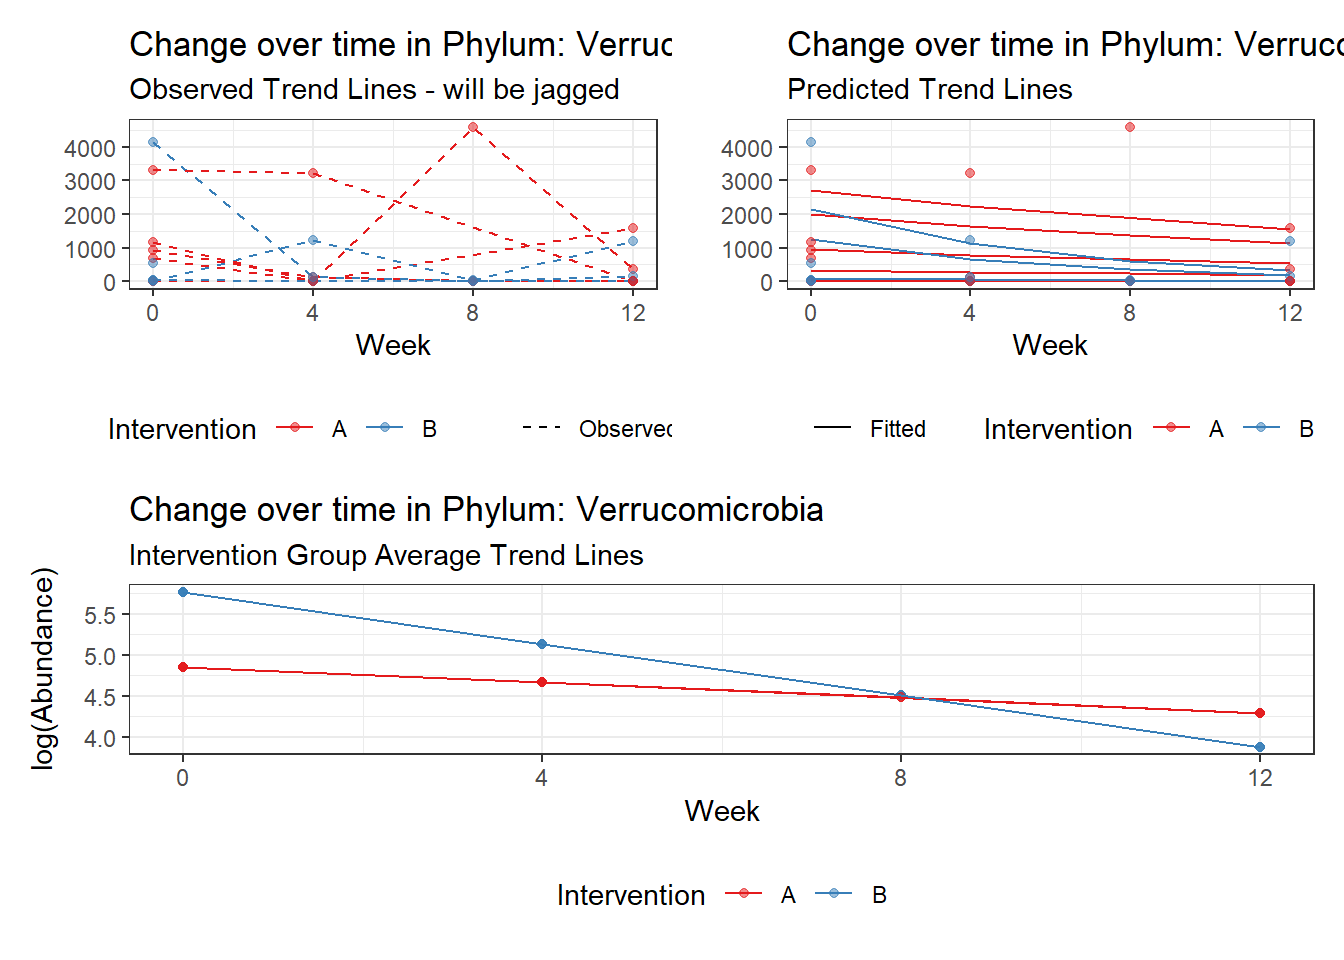 Change over time in Phylum: Verruc
Observed Trend Lines - will be jagged
4000
3000
2000
1000
0
0 4 8 12
Week
Intervention A B Observed
Change over time in Phylum: Verruco
Predicted Trend Lines
4000
3000
2000
1000
0
0 4 8 12
Week
Fitted Intervention A B
Change over time in Phylum: Verrucomicrobia
Intervention Group Average Trend Lines
log(Abundance)
5.5
5.0
4.5
4.0
0 4 8 12
Week
Intervention A B